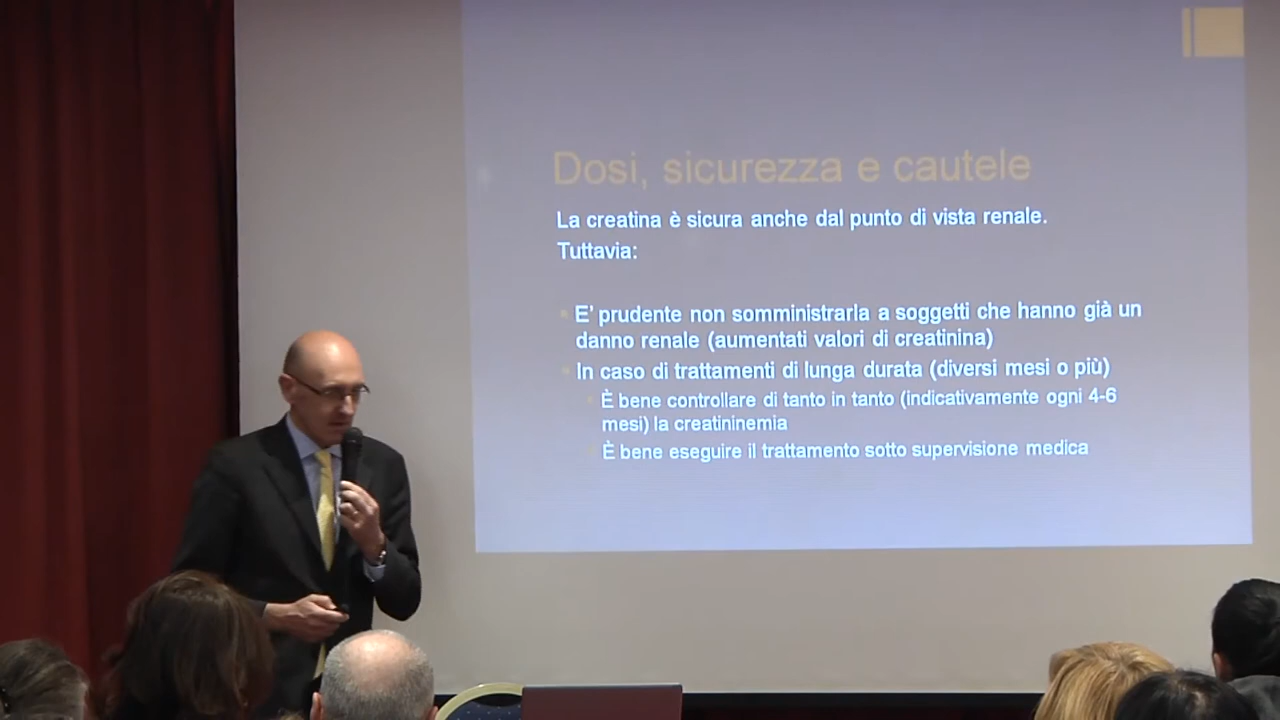 Dosi, sicurezza e cautele
La creatina è sicura anche dal punto di vista renale.
Tuttavia:
E' prudente non somministrarla a soggetti che hanno già un
danno renale (aumentati valori di creatinina)
In caso di trattamenti di lunga durata (diversi mesi o più)
È bene controllare di tanto in tanto (indicativamente ogni 4-6
mesi) la creatininemia
È bene eseguire il trattamento sotto supervisione medica